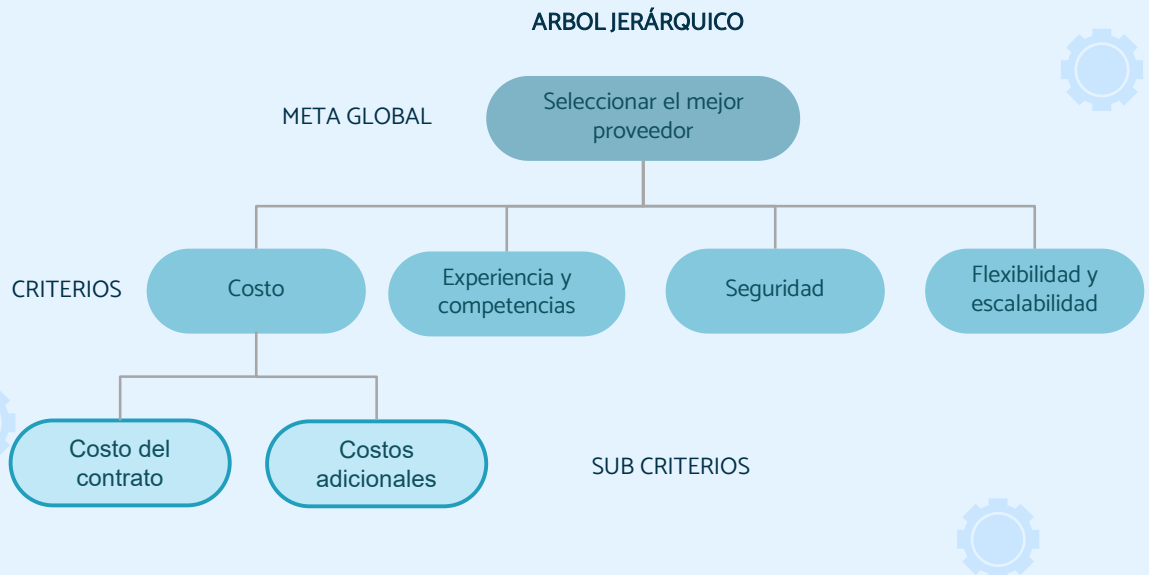 ARBOL JERÁRQUICO
META GLOBAL
Seleccionar el mejor
proveedor
CRITERIOS
Costo
Experiencia y
competencias
Seguridad
Flexibilidad y
escalabilidad
Costo del
contrato
Costos
adicionales
SUB CRITERIOS